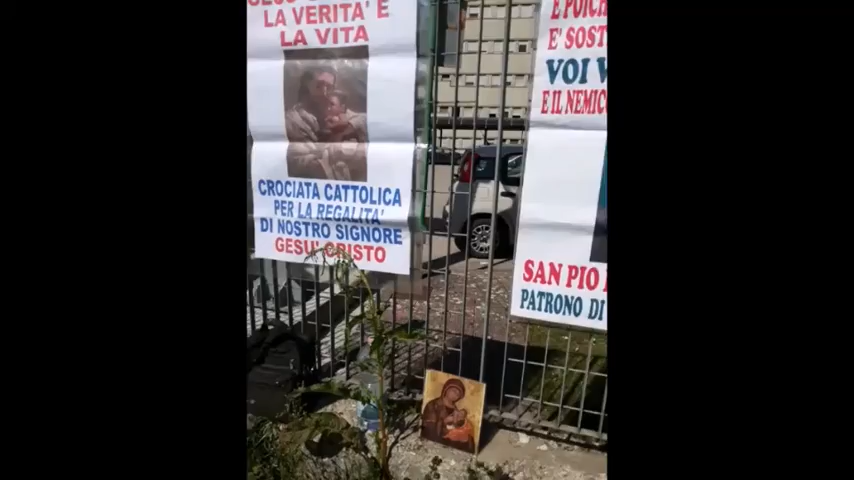 LA VERITA' E
LA VITA
CROCIATA CATTOLICA
PER LA REGALITA'
DI NOSTRO SIGNORE
GESU' CRISTO
E POICH
E' SOST
VOI
E IL NEMIC
SAN PIO
PATRONO DI